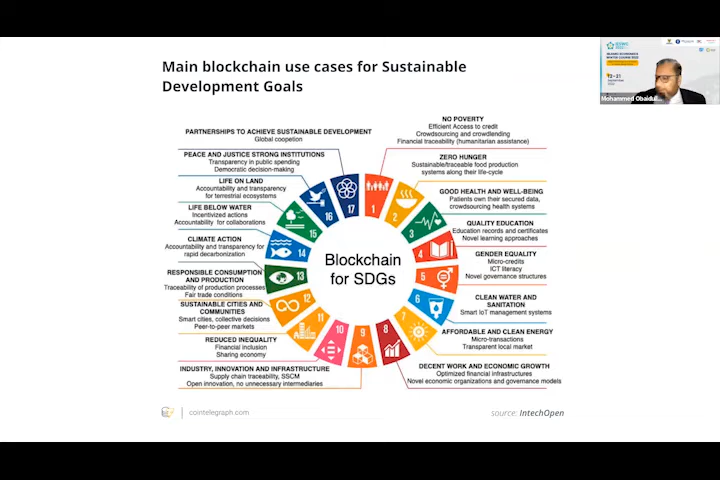 Main blockchain use cases for Sustainable
Development Goals
NO POVERTY
Efficient Access to credit
Crowdsourcing and crowdlending
Financial traceability (humanitarian assistance)
ZERO HUNGER
Sustainable/traceable food production
systems along their life-cycle
GOOD HEALTH AND WELL-BEING
Patients own their secured data,
crowdsourcing health systems
QUALITY EDUCATION
Education records and certificates
Novel learning approaches
GENDER EQUALITY
Micro-credits
ICT literacy
Novel governance structures
CLEAN WATER AND
SANITATION
Smart IoT management systems
AFFORDABLE AND CLEAN ENERGY
Micro-transactions
Transparent local market
DECENT WORK AND ECONOMIC GROWTH
Optimized financial infrastructures
Novel economic organizations and governance models
PARTNERSHIPS TO ACHIEVE SUSTAINABLE DEVELOPMENT
Global coopetion
PEACE AND JUSTICE STRONG INSTITUTIONS
Transparency in public spending
Democratic decision-making
LIFE ON LAND
Accountability and transparency
for terrestrial ecosystems
LIFE BELOW WATER
Incentivized actions
Accountability for collaborations
CLIMATE ACTION
Accountability and transparency for
rapid decarbonization
RESPONSIBLE CONSUMPTION
AND PRODUCTION
Traceability of production processes
Fair trade conditions
SUSTAINABLE CITIES AND
COMMUNITIES
Smart cities, collective decisions
Peer-to-peer markets
REDUCED INEQUALITY
Financial inclusion
Sharing economy
INDUSTRY, INNOVATION AND INFRASTRUCTURE
Supply chain traceability, SSCM
Open innovation, no unnecessary intermediaries
1
2
3
4
5
6
7
8
9
10
11
12
13
14
15
16
17
Blockchain
for SDGs
cointelegraph.com
source: IntechOpen
ISLAMIC ECONOMICS
WINTER COURSE 2022
Mohammed Obaidul